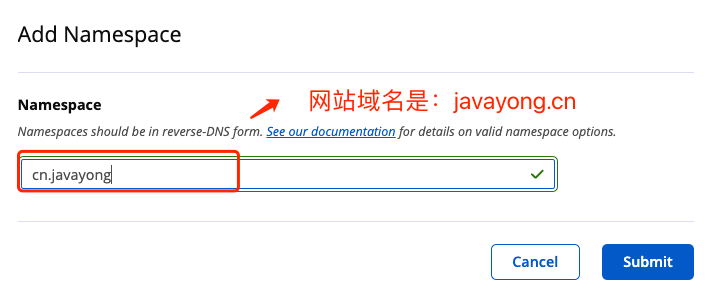 Add Namespace
网站域名是：javayong.cn
Namespace
Namespaces should be in reverse-DNS form. See our documentation for details on valid namespace options.
cn.javayong
Cancel Submit